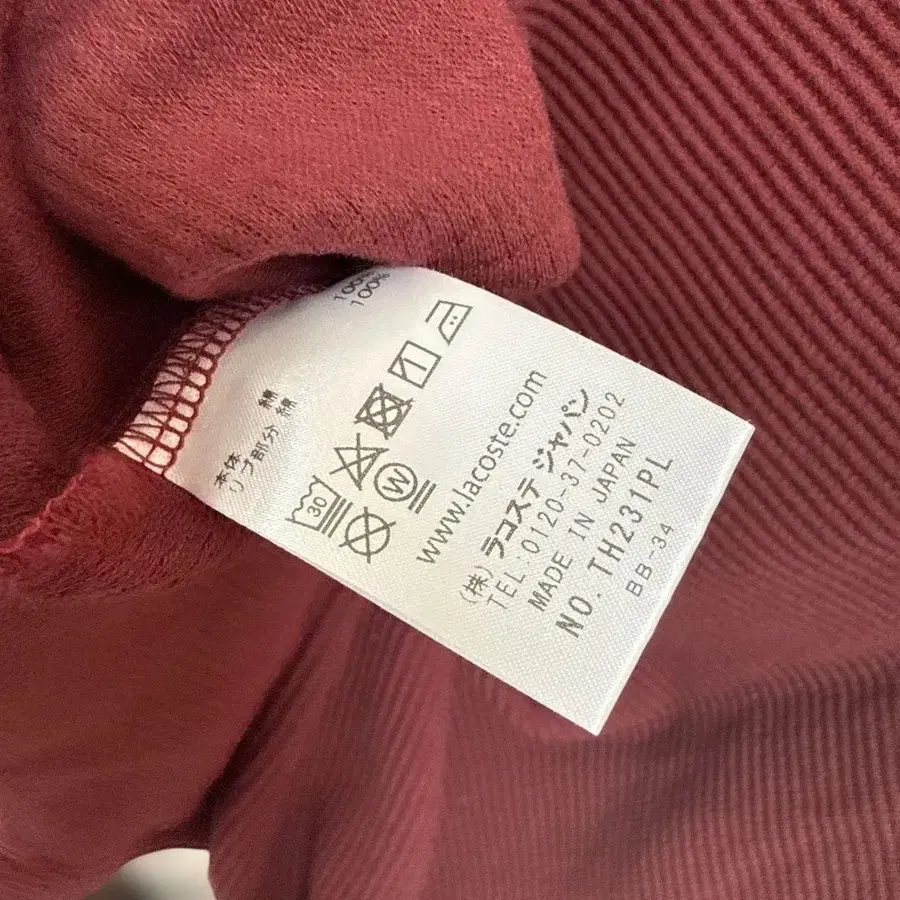 本体 綿 100%
リブ部分 綿 100%
30
W
www.lacoste.com
(株) ラコステ ジャパン
TEL:0120-37-0202
MADE IN JAPAN
NO. TH231PL
BB-34